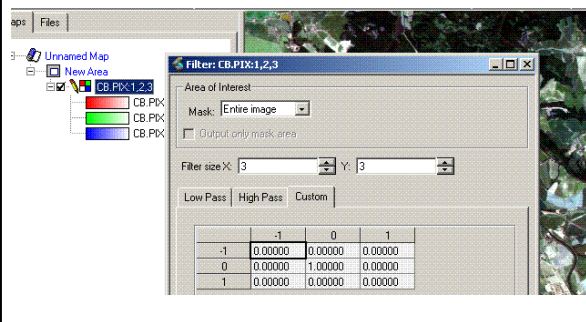 aps Files
Unnamed Map
New Area
CB.PIX:1,2,3
CB.PIX
CB.PIX
CB.PIX
Filter: CB.PIX:1,2,3
Area of Interest
Mask: Entire image
Output only mask area
Filter size X: 3 Y: 3
Low Pass High Pass Custom
-1 0 1
-1 0.00000 0.00000 0.00000
0 0.00000 1.00000 0.00000
1 0.00000 0.00000 0.00000